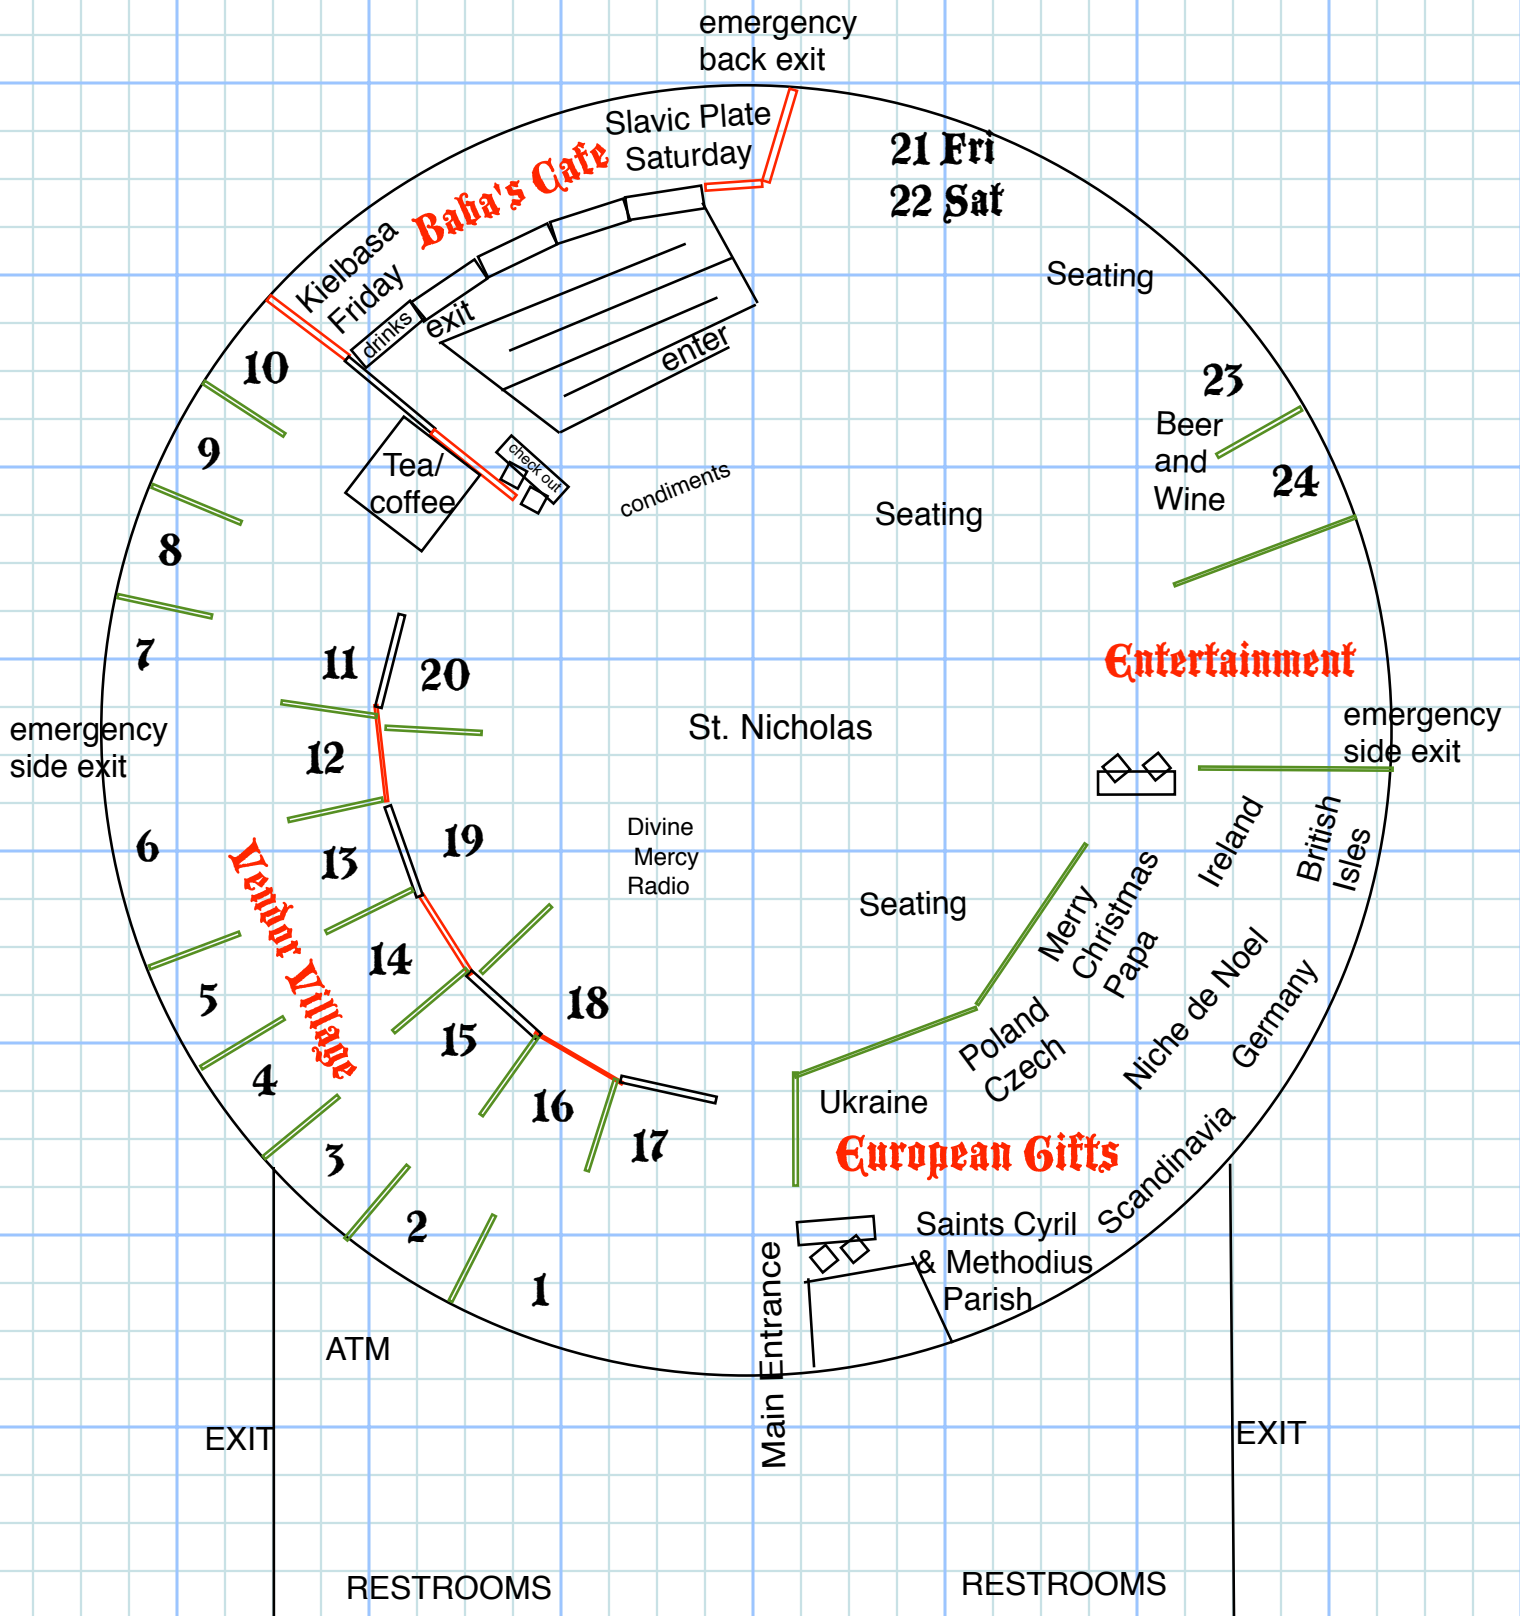 emergency
back exit
Slavic Plate
Saturday
21 Fri
22 Sat
Baba's Cafe
Kielbasa
Friday
drinks
exit
enter
Seating
10
23
9
Tea/
coffee
check out
condiments
Beer
and
Wine
24
Seating
8
7
11
20
Entertainment
emergency
side exit
12
St. Nicholas
emergency
side exit
6
13
19
Divine
Mercy
Radio
Vendor Village
Seating
Merry
Christmas
Papa
Ireland
British
Isles
14
5
18
15
Poland
Czech
Niche de Noel
Germany
4
16
17
Ukraine
3
European Gifts
Scandinavia
2
1
Saints Cyril
& Methodius
Parish
Main Entrance
ATM
EXIT
EXIT
RESTROOMS
RESTROOMS